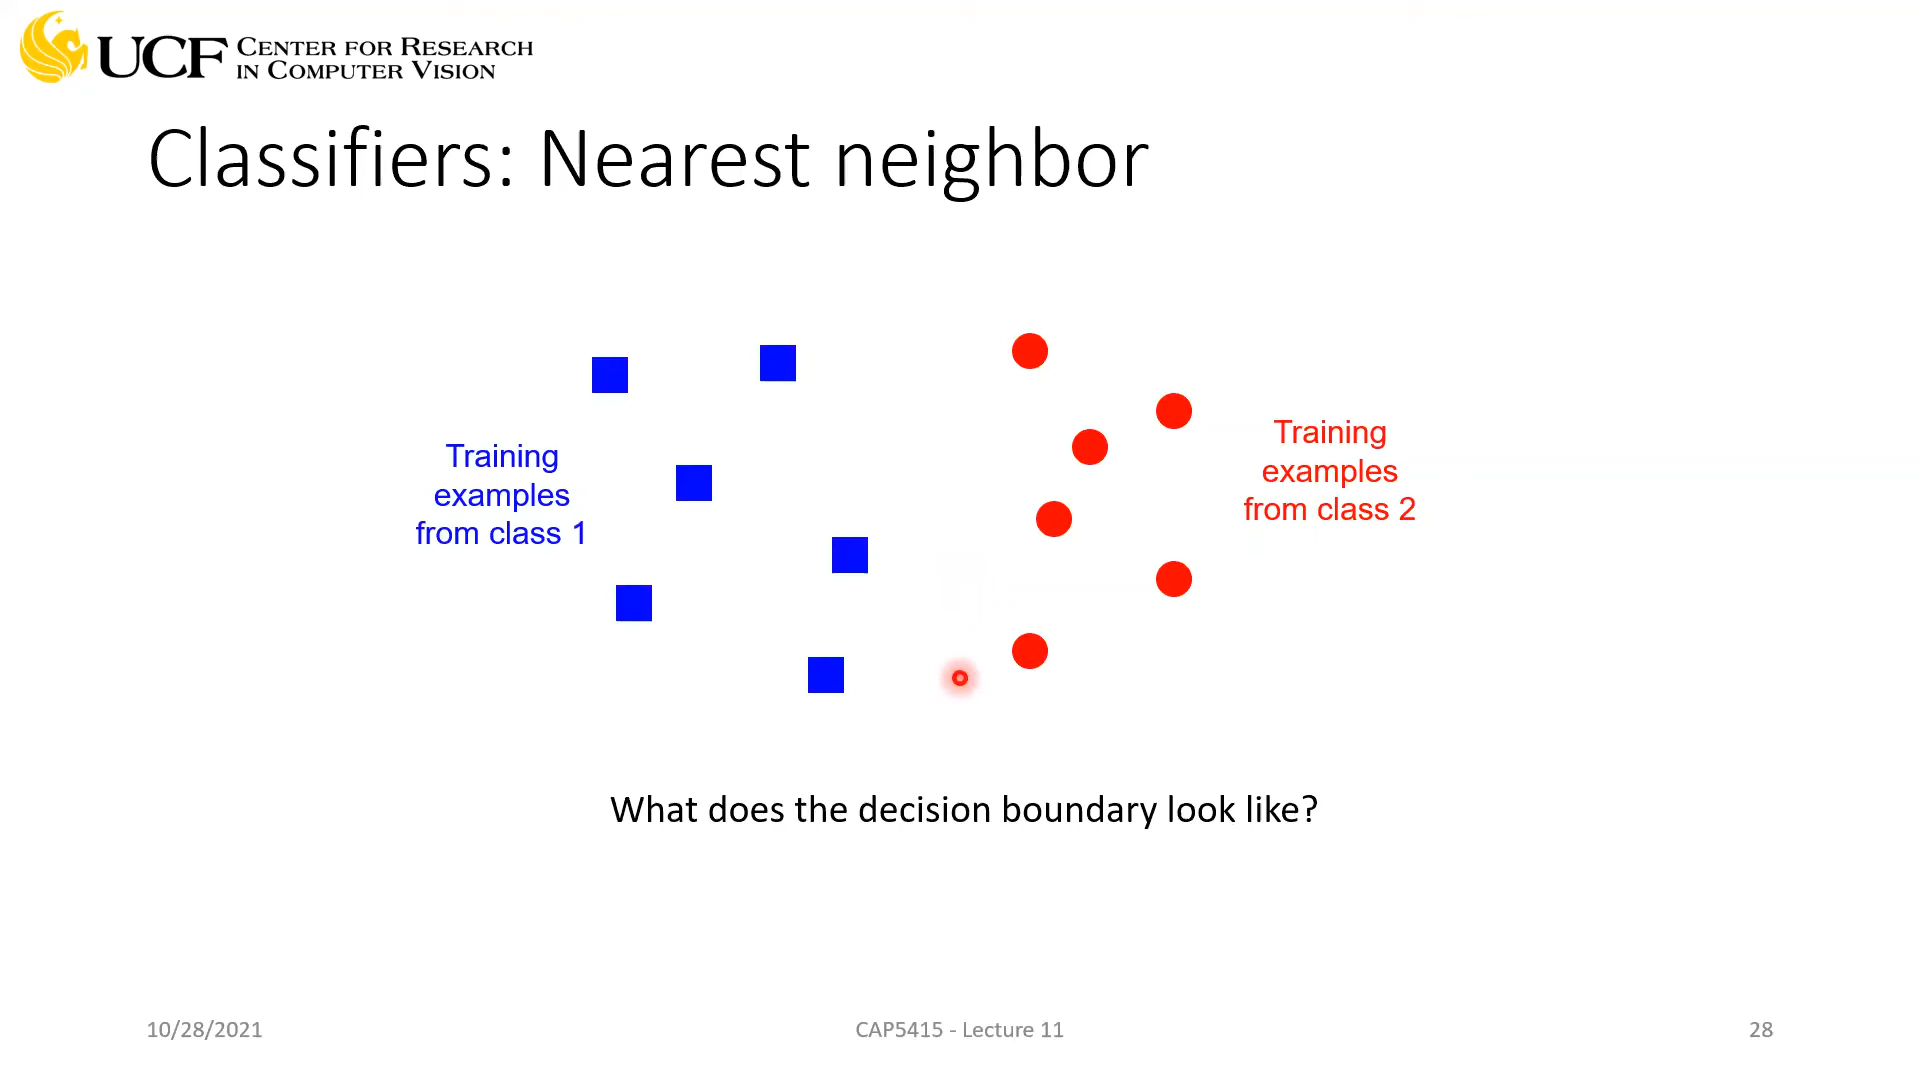 UCF
CENTER FOR RESEARCH
IN COMPUTER VISION
Classifiers: Nearest neighbor
Training
examples
from class 1
Training
examples
from class 2
What does the decision boundary look like?
10/28/2021
CAP5415 - Lecture 11
28